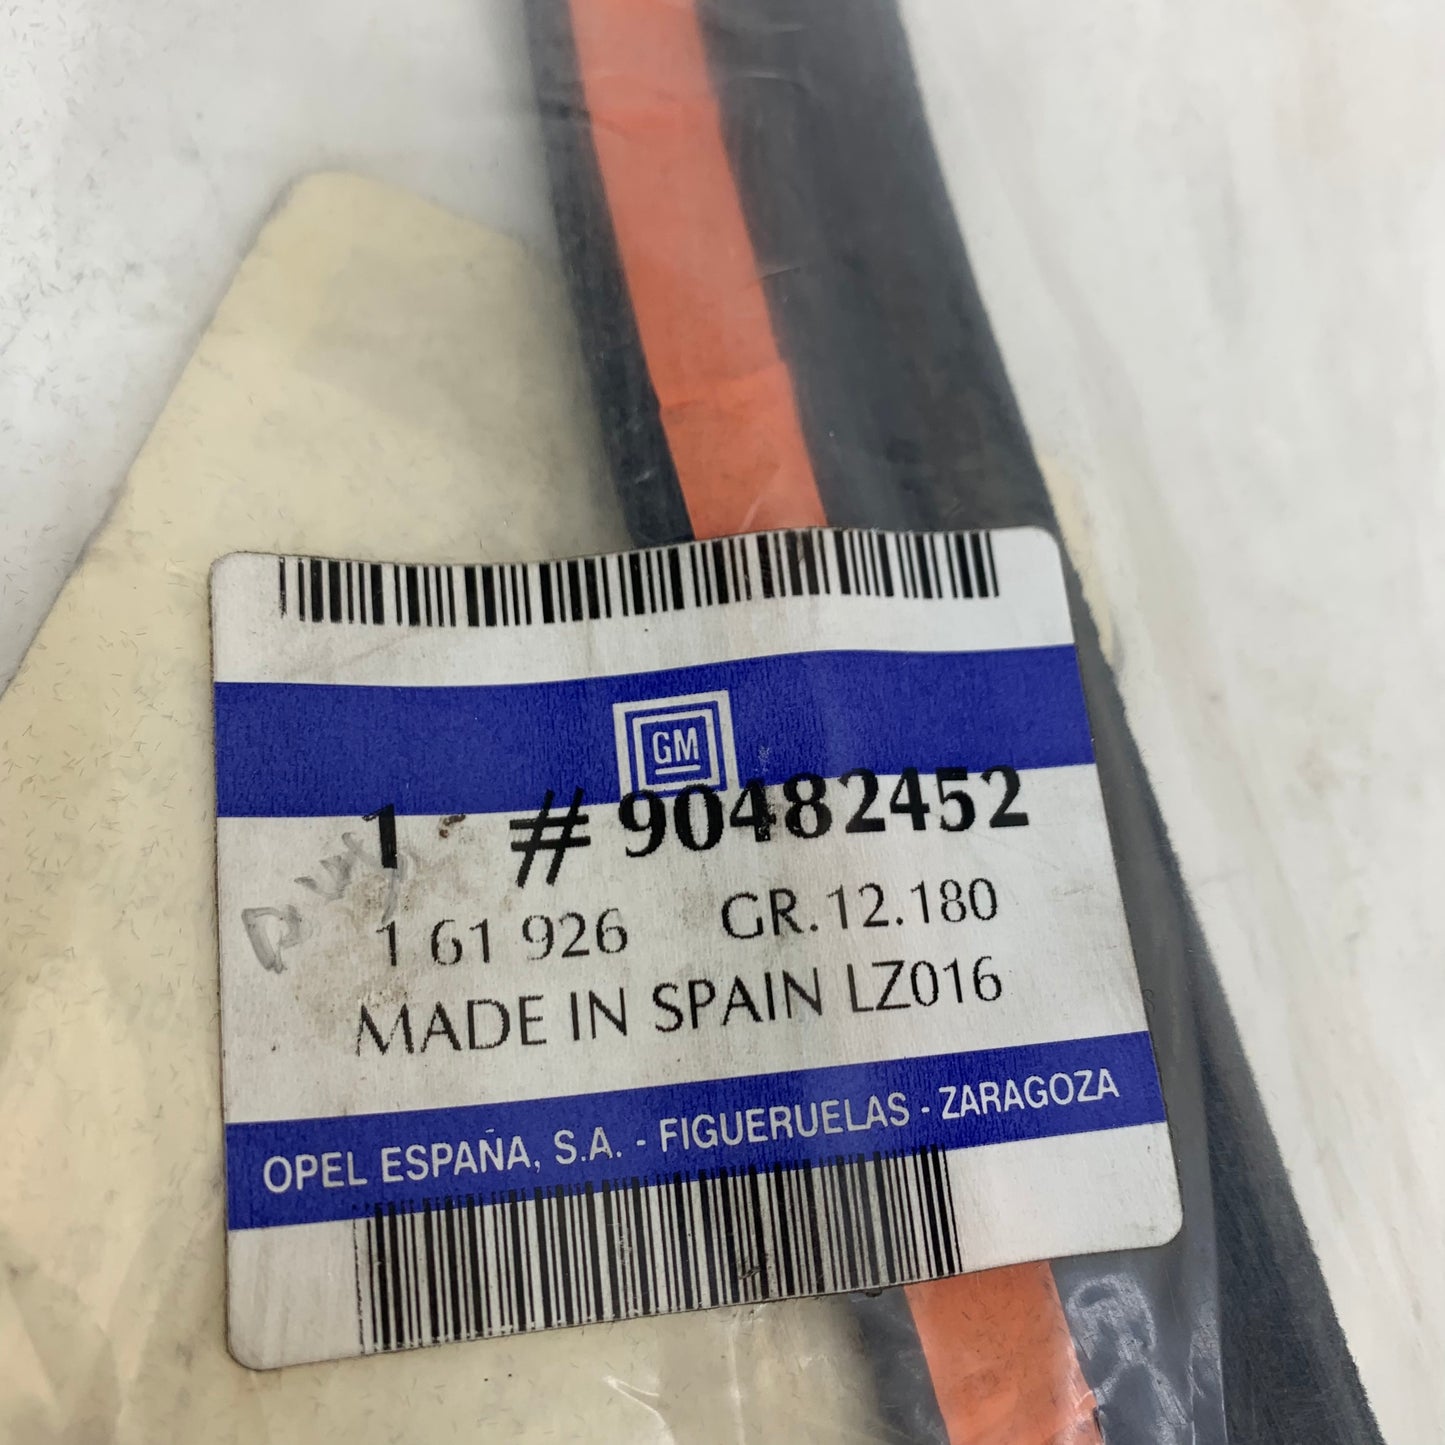 GM
1 #90482452
1 61 926 GR.12.180
MADE IN SPAIN LZ016
OPEL ESPAÑA, S.A. - FIGUERUELAS - ZARAGOZA